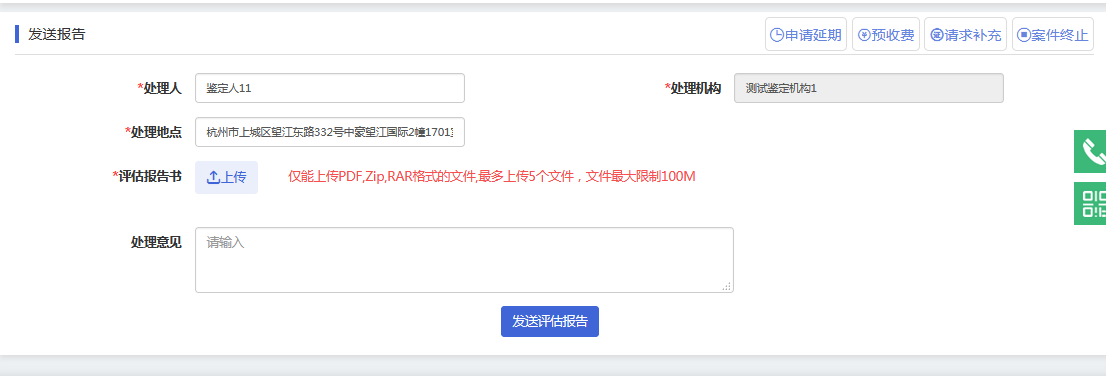 发送报告
申请延期
预收费
请求补充
案件终止
*处理人
鉴定人11
*处理机构
测试鉴定机构1
*处理地点
杭州市上城区望江东路332号中豪望江国际2幢1701
*评估报告书
上传
仅能上传PDF,Zip,RAR格式的文件,最多上传5个文件，文件最大限制100M
处理意见
请输入
发送评估报告